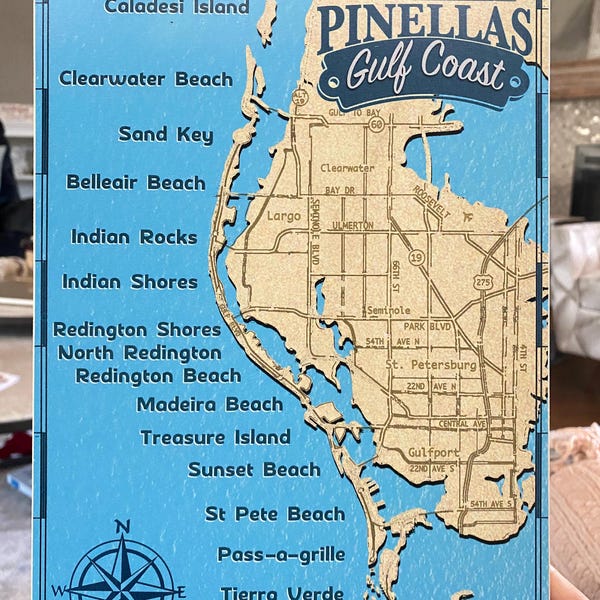 Caladesi Island
PINELLAS
Gulf Coast
Clearwater Beach
ALT
19
GULF TO BAY
60
Sand Key
Clearwater
Belleair Beach
BAY DR
ROOSEVELT
Largo
SEMINOLE BLVD
ULMERTON
Indian Rocks
19
66TH ST
275
Indian Shores
Seminole
Redington Shores
PARK BLVD
54TH AVE N
4TH ST
North Redington
St. Petersburg
Redington Beach
22ND AVE N
Madeira Beach
CENTRAL AVE
Treasure Island
Gulfport
Sunset Beach
22ND AVE S
St Pete Beach
54TH AVE S
N
Pass-a-grille
W
E
Tierra Verde